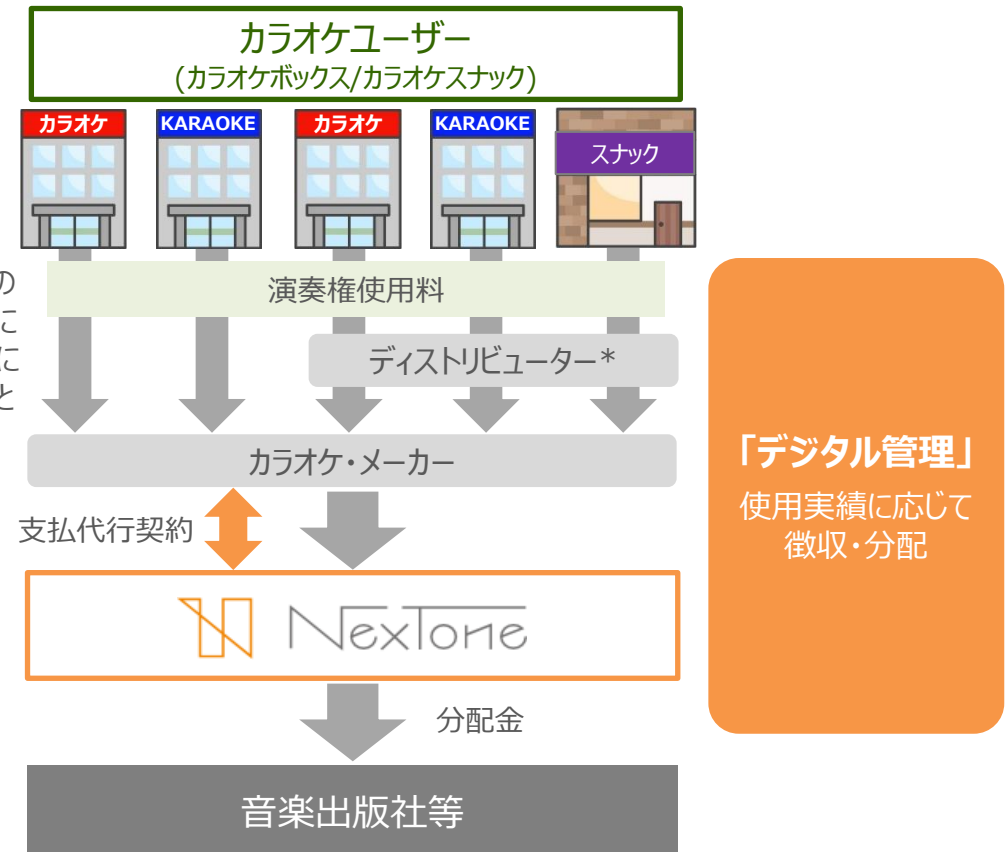 カラオケユーザー
(カラオケボックス/カラオケスナック)
カラオケ
KARAOKE
カラオケ
KARAOKE
スナック
の
に
に
と
演奏権使用料
ディストリビューター*
カラオケ・メーカー
支払代行契約
NexTone
分配金
音楽出版社等
「デジタル管理」
使用実績に応じて
徴収・分配